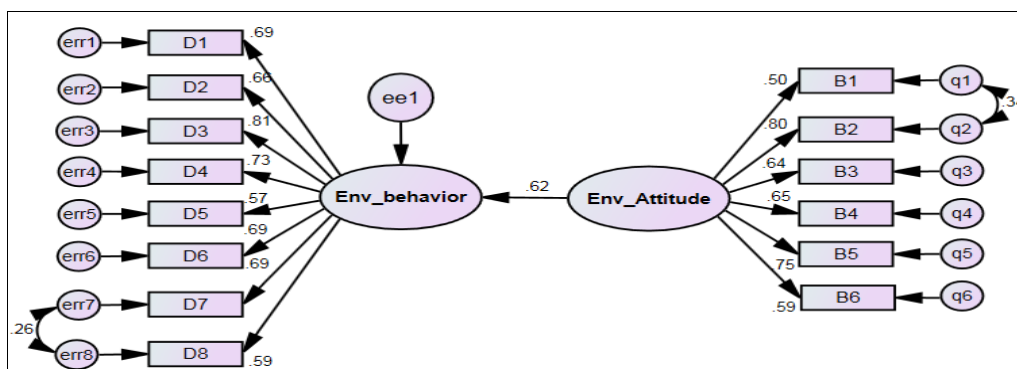 err1 D1 .69
err2 D2 .66
err3 D3 .81
err4 D4 .73
err5 D5 .57
err6 D6 .69
err7 D7 .69
err8 D8 .59
.26
ee1
Env_behavior
.62
Env_Attitude
.50 B1 q1
.80 B2 q2
.64 B3 q3
.65 B4 q4
.75 B5 q5
.59 B6 q6